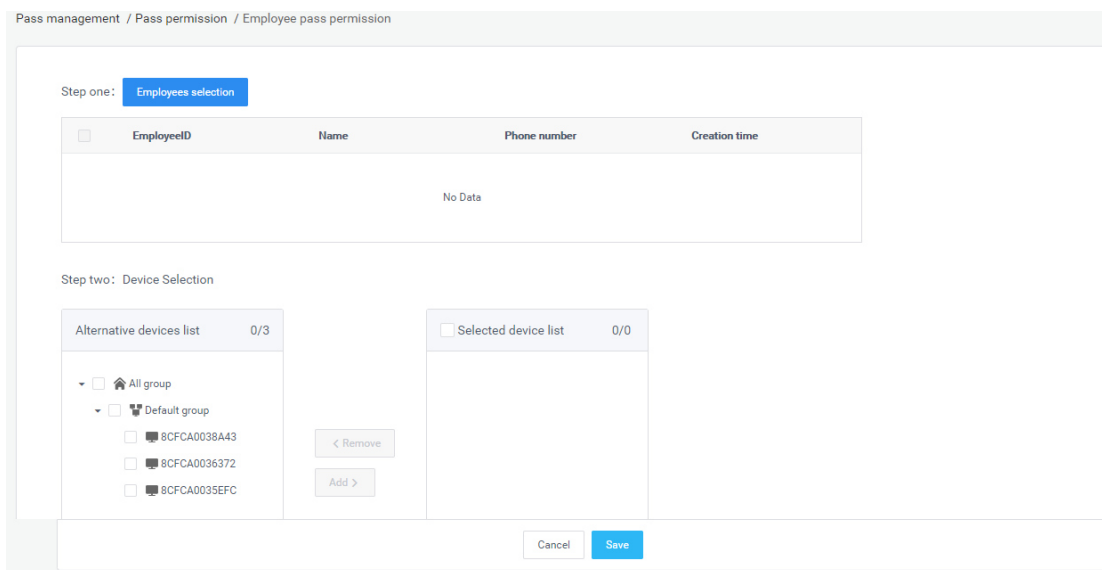 Pass management / Pass permission / Employee pass permission
Step one: Employees selection
EmployeeID Name Phone number Creation time
No Data
Step two: Device Selection
Alternative devices list 0/3 Selected device list 0/0
All group
Default group
8CFCA0038A43
< Remove
8CFCA0036372
Add >
8CFCA0035EFC
Cancel Save